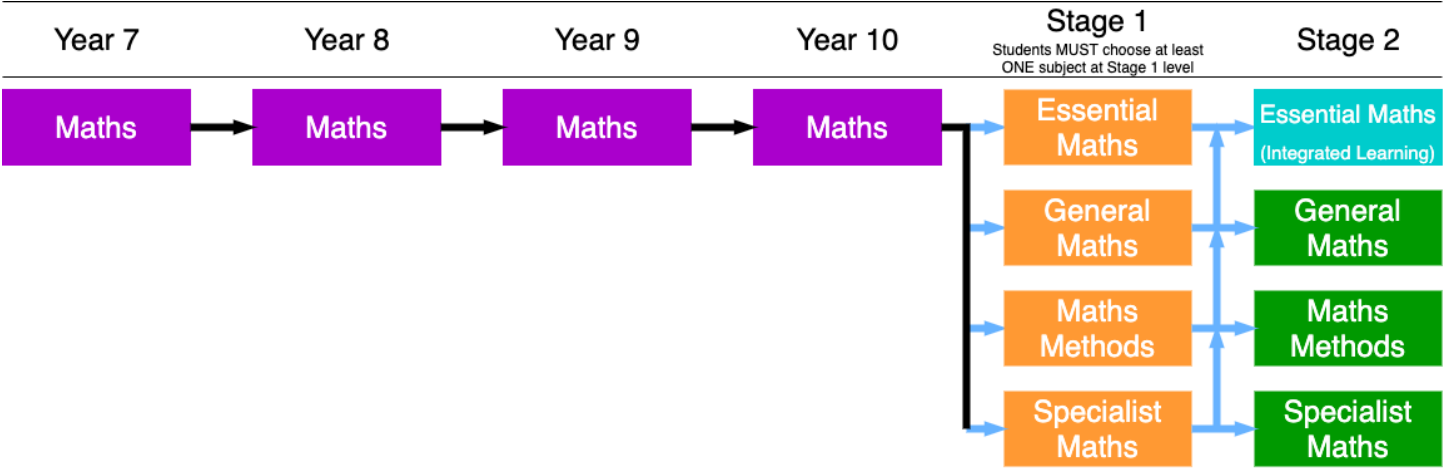 Year 7
Year 8
Year 9
Year 10
Stage 1
Students MUST choose at least
ONE subject at Stage 1 level
Stage 2
Maths
Maths
Maths
Maths
Essential
Maths
Essential Maths
(Integrated Learning)
General
Maths
General
Maths
Maths
Methods
Maths
Methods
Specialist
Maths
Specialist
Maths